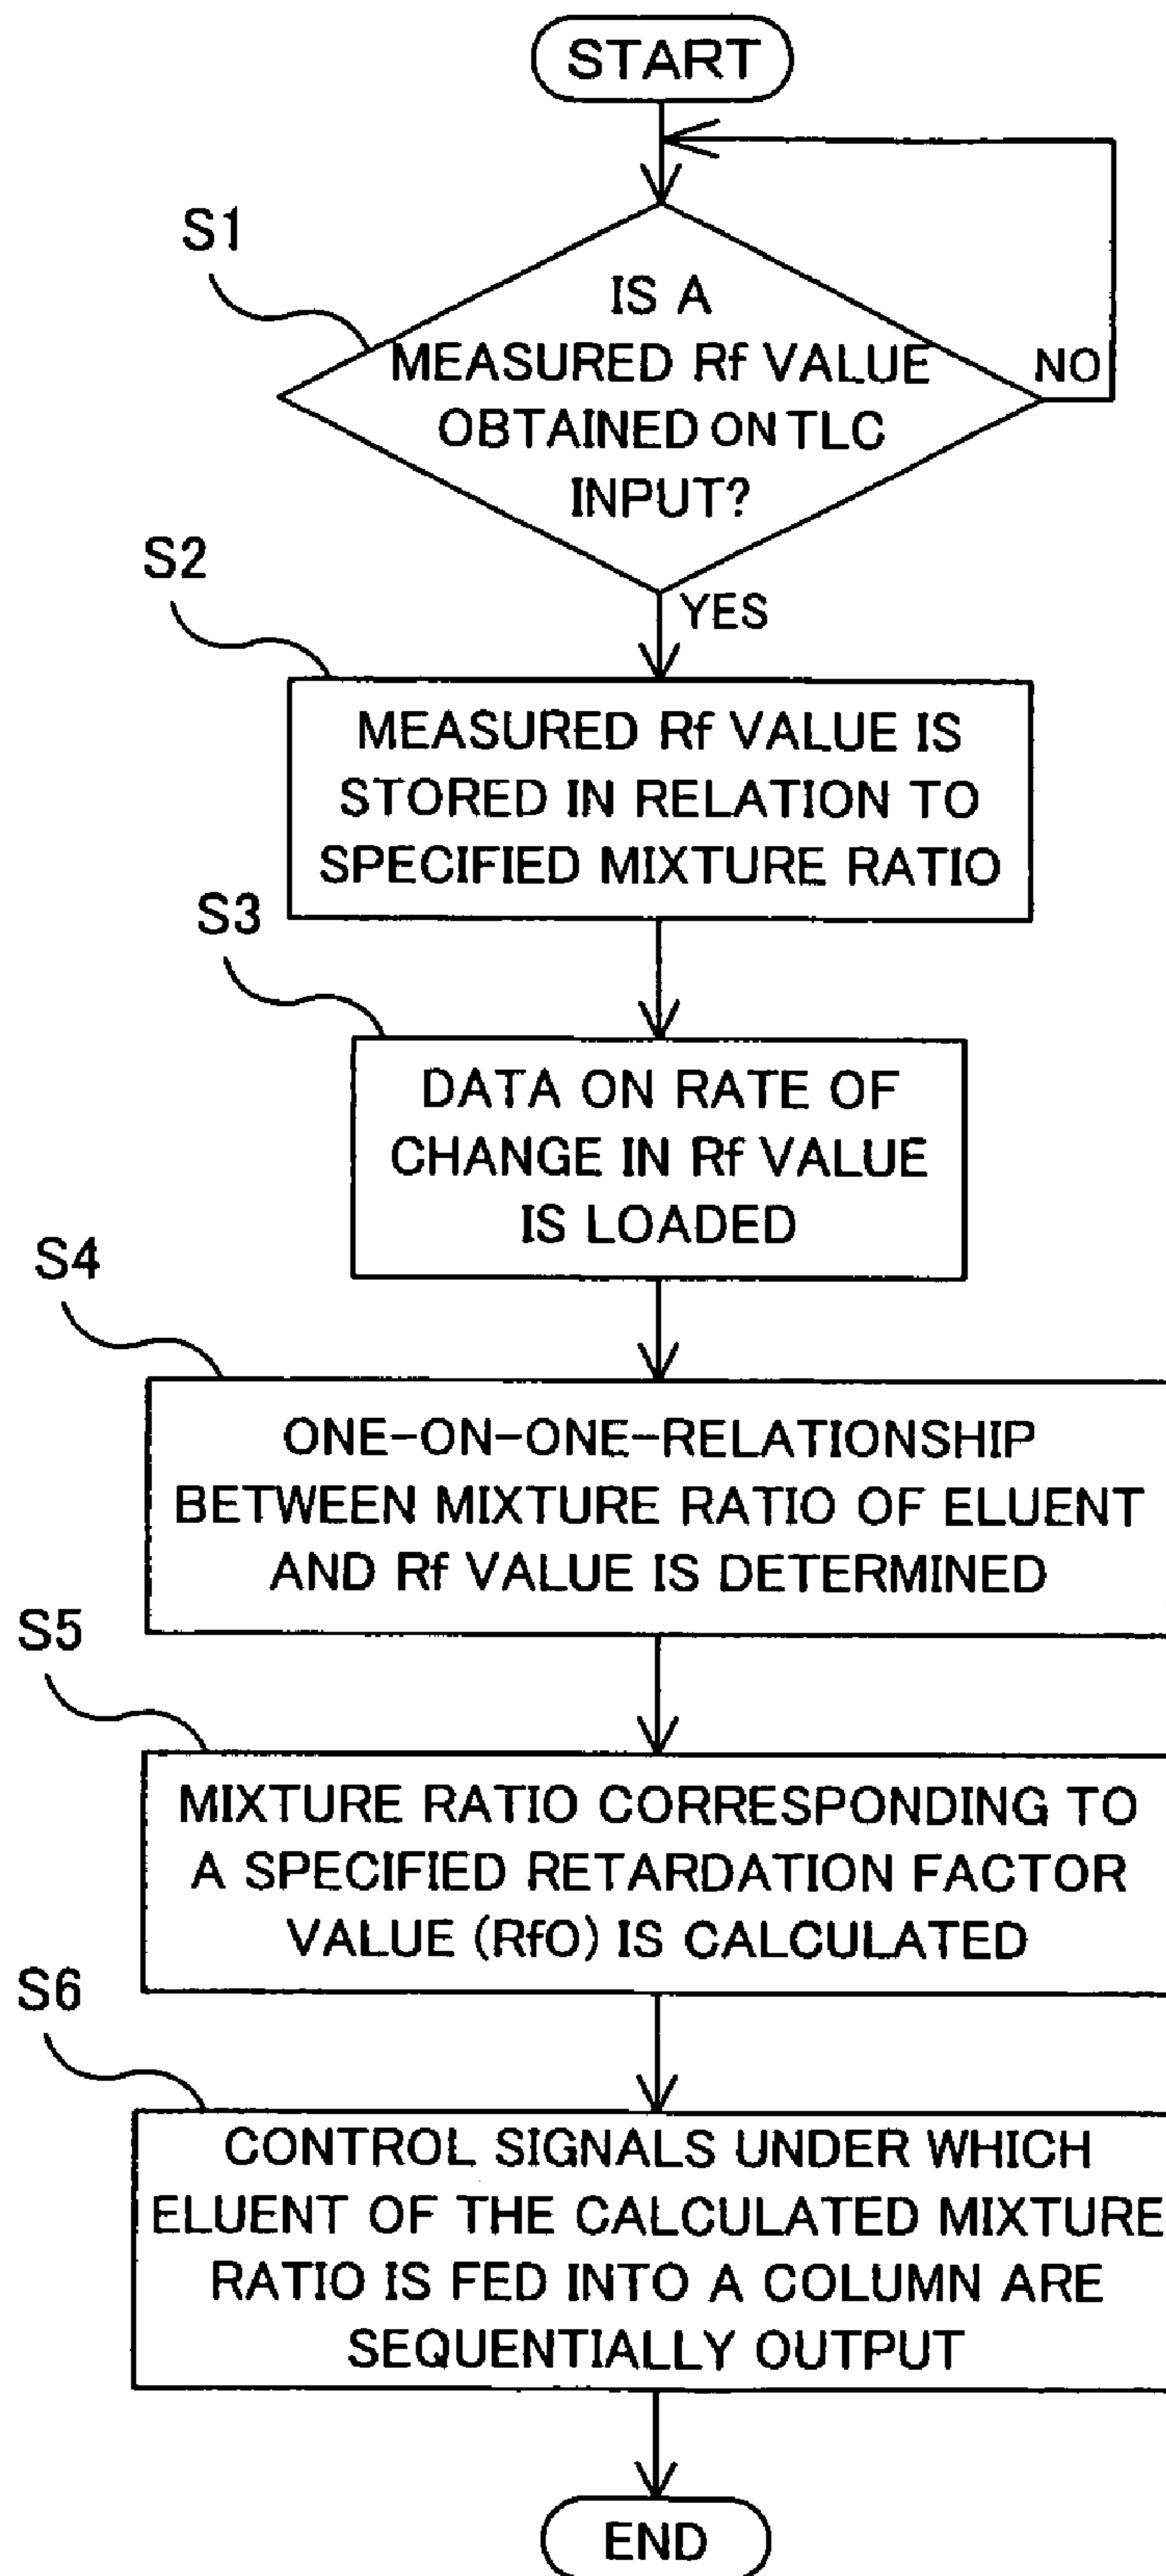 START
S1
IS A
MEASURED Rf VALUE
OBTAINED ON TLC
INPUT?
NO
YES
S2
MEASURED Rf VALUE IS
STORED IN RELATION TO
SPECIFIED MIXTURE RATIO
S3
DATA ON RATE OF
CHANGE IN Rf VALUE
IS LOADED
S4
ONE-ON-ONE-RELATIONSHIP
BETWEEN MIXTURE RATIO OF ELUENT
AND Rf VALUE IS DETERMINED
S5
MIXTURE RATIO CORRESPONDING TO
A SPECIFIED RETARDATION FACTOR
VALUE (Rf0) IS CALCULATED
S6
CONTROL SIGNALS UNDER WHICH
ELUENT OF THE CALCULATED MIXTURE
RATIO IS FED INTO A COLUMN ARE
SEQUENTIALLY OUTPUT
END